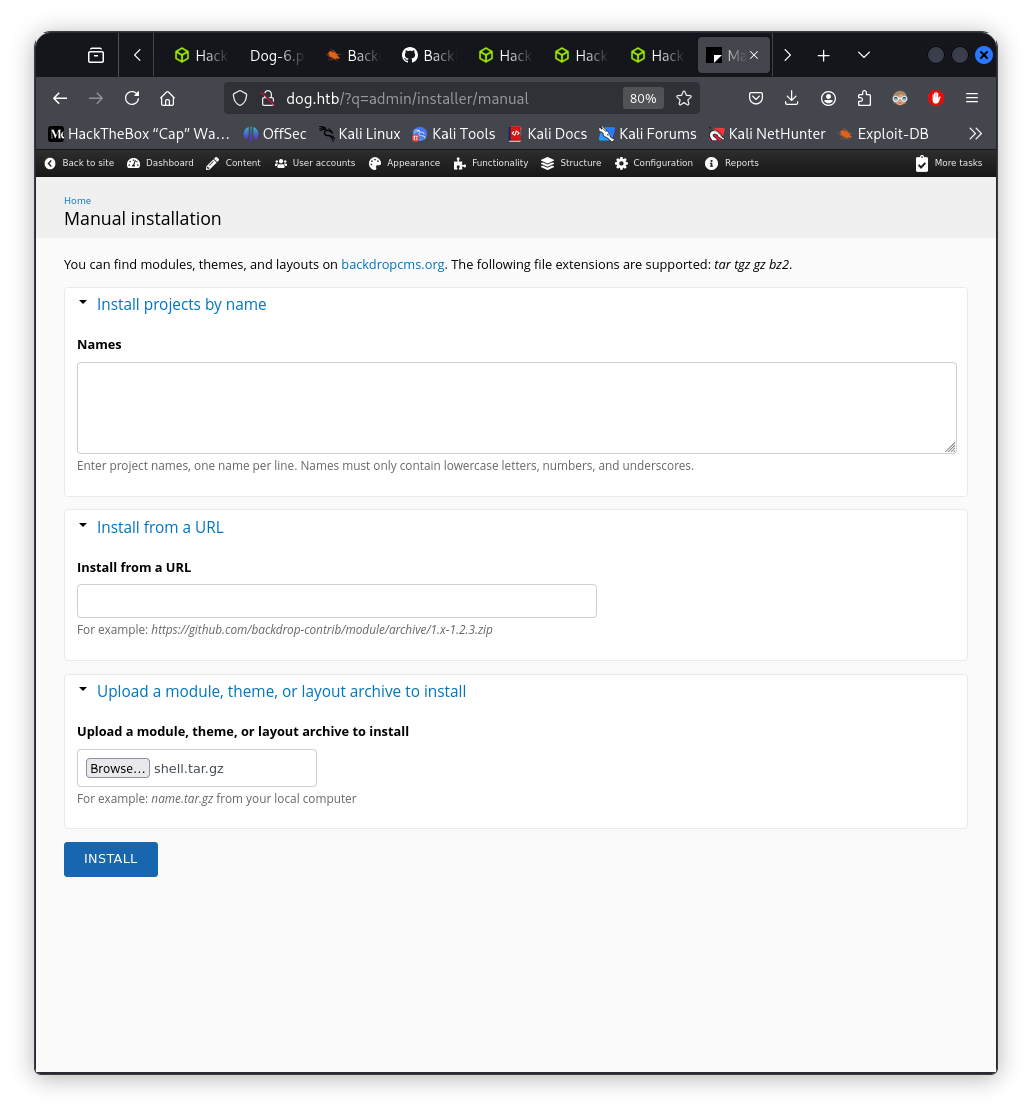 Hack Dog-6.p Back Back Hack Hack Hack Ma
dog.htb/?q=admin/installer/manual 80%
HackTheBox “Cap” Wa… OffSec Kali Linux Kali Tools Kali Docs Kali Forums Kali NetHunter Exploit-DB
Back to site Dashboard Content User accounts Appearance Functionality Structure Configuration Reports More tasks
Home
Manual installation
You can find modules, themes, and layouts on backdropcms.org. The following file extensions are supported: tar tgz gz bz2.
Install projects by name
Names
Enter project names, one name per line. Names must only contain lowercase letters, numbers, and underscores.
Install from a URL
Install from a URL
For example: https://github.com/backdrop-contrib/module/archive/1.x-1.2.3.zip
Upload a module, theme, or layout archive to install
Upload a module, theme, or layout archive to install
Browse… shell.tar.gz
For example: name.tar.gz from your local computer
INSTALL